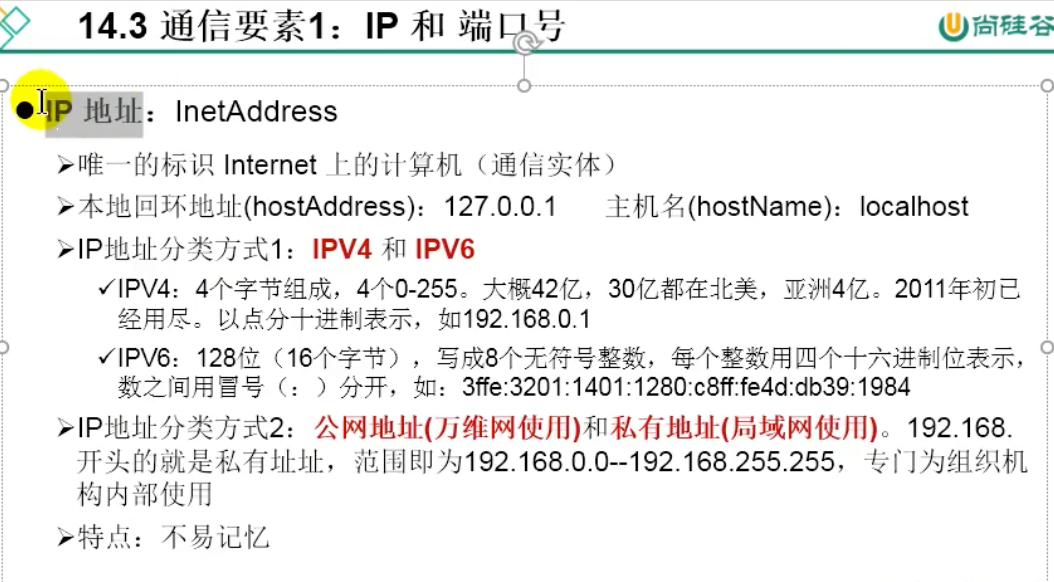 14.3 通信要素1：IP 和 端口号
尚硅谷
●IP 地址：InetAddress
➢唯一的标识 Internet 上的计算机（通信实体）
➢本地回环地址(hostAddress)：127.0.0.1 主机名(hostName)：localhost
➢IP地址分类方式1：IPV4 和 IPV6
✓IPV4：4个字节组成，4个0-255。大概42亿，30亿都在北美，亚洲4亿。2011年初已
经用尽。以点分十进制表示，如192.168.0.1
✓IPV6：128位（16个字节），写成8个无符号整数，每个整数用四个十六进制位表示，
数之间用冒号（：）分开，如：3ffe:3201:1401:1280:c8ff:fe4d:db39:1984
➢IP地址分类方式2：公网地址(万维网使用)和私有地址(局域网使用)。192.168.
开头的就是私有址址，范围即为192.168.0.0--192.168.255.255，专门为组织机
构内部使用
➢特点：不易记忆